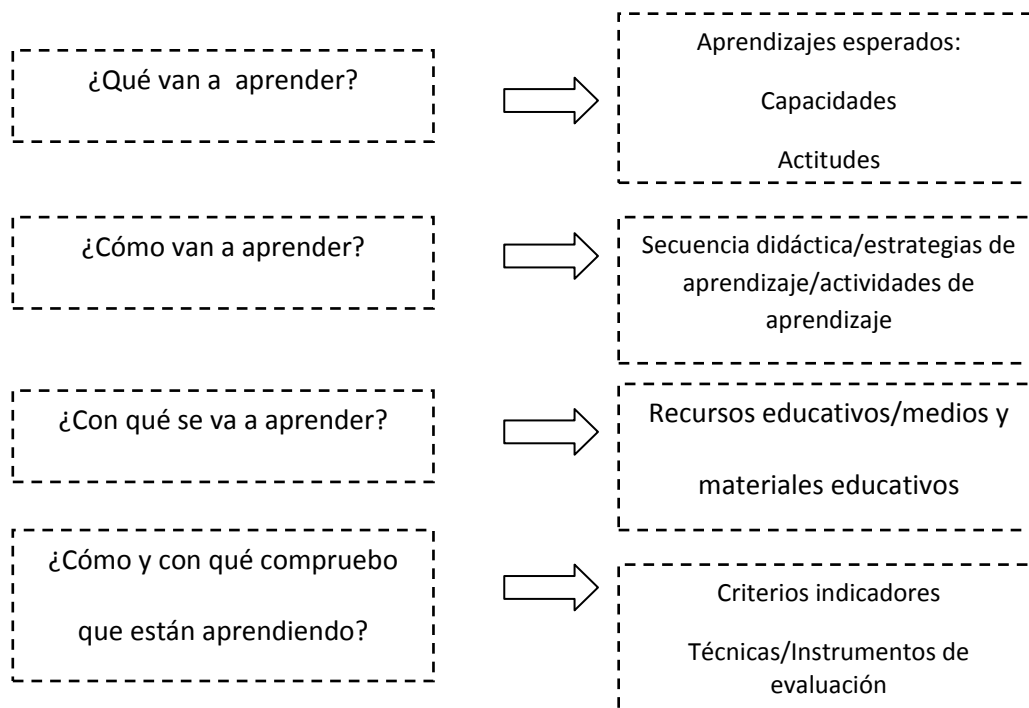 ¿Qué van a aprender?
Aprendizajes esperados:
Capacidades
Actitudes
¿Cómo van a aprender?
Secuencia didáctica/estrategias de
aprendizaje/actividades de
aprendizaje
¿Con qué se va a aprender?
Recursos educativos/medios y
materiales educativos
¿Cómo y con qué compruebo
que están aprendiendo?
Criterios indicadores
Técnicas/Instrumentos de
evaluación